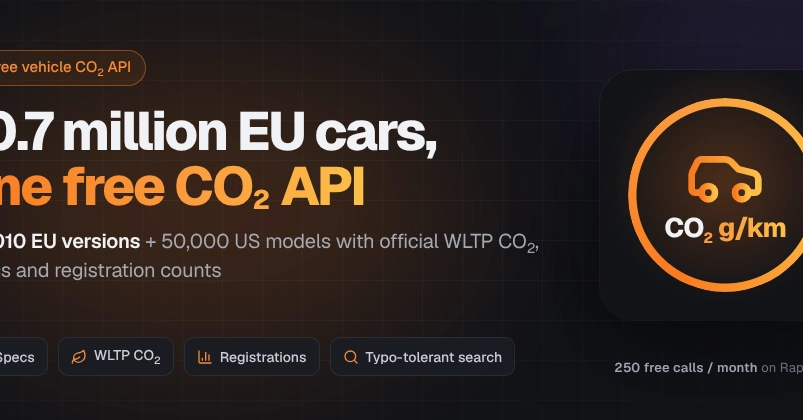 ree vehicle CO₂ API
0.7 million EU cars,
ne free CO₂ API
010 EU versions + 50,000 US models with official WLTP CO₂,
cs and registration counts
Specs
WLTP CO₂
Registrations
Typo-tolerant search
CO₂ g/km
250 free calls / month on Rap